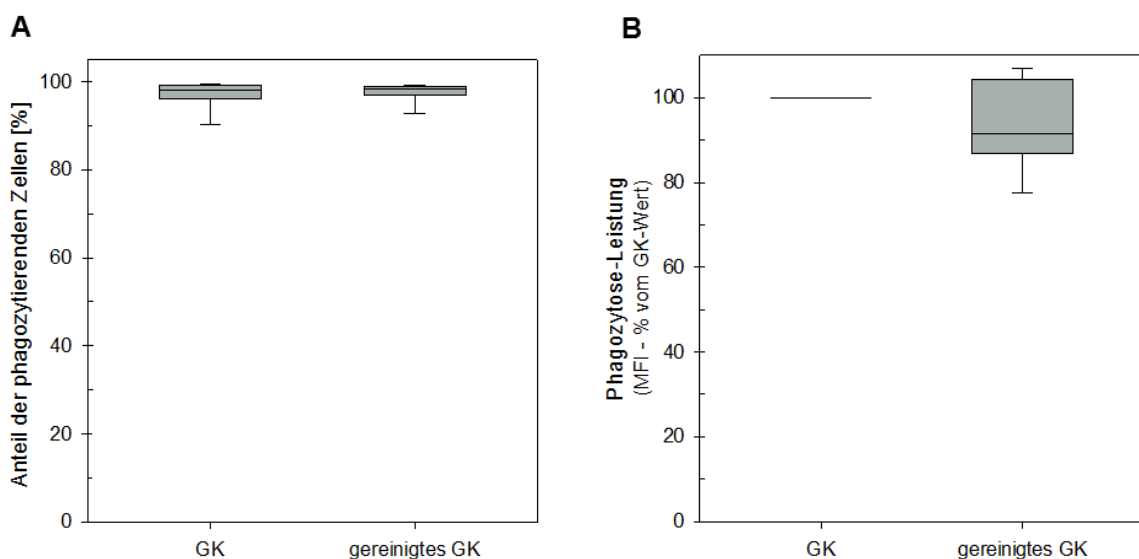 A
Anteil der phagozytierenden Zellen [%]
100
80
60
40
20
0
GK
gereinigtes GK
B
Phagozytose-Leistung
(MFI - % vom GK-Wert)
100
80
60
40
20
0
GK
gereinigtes GK